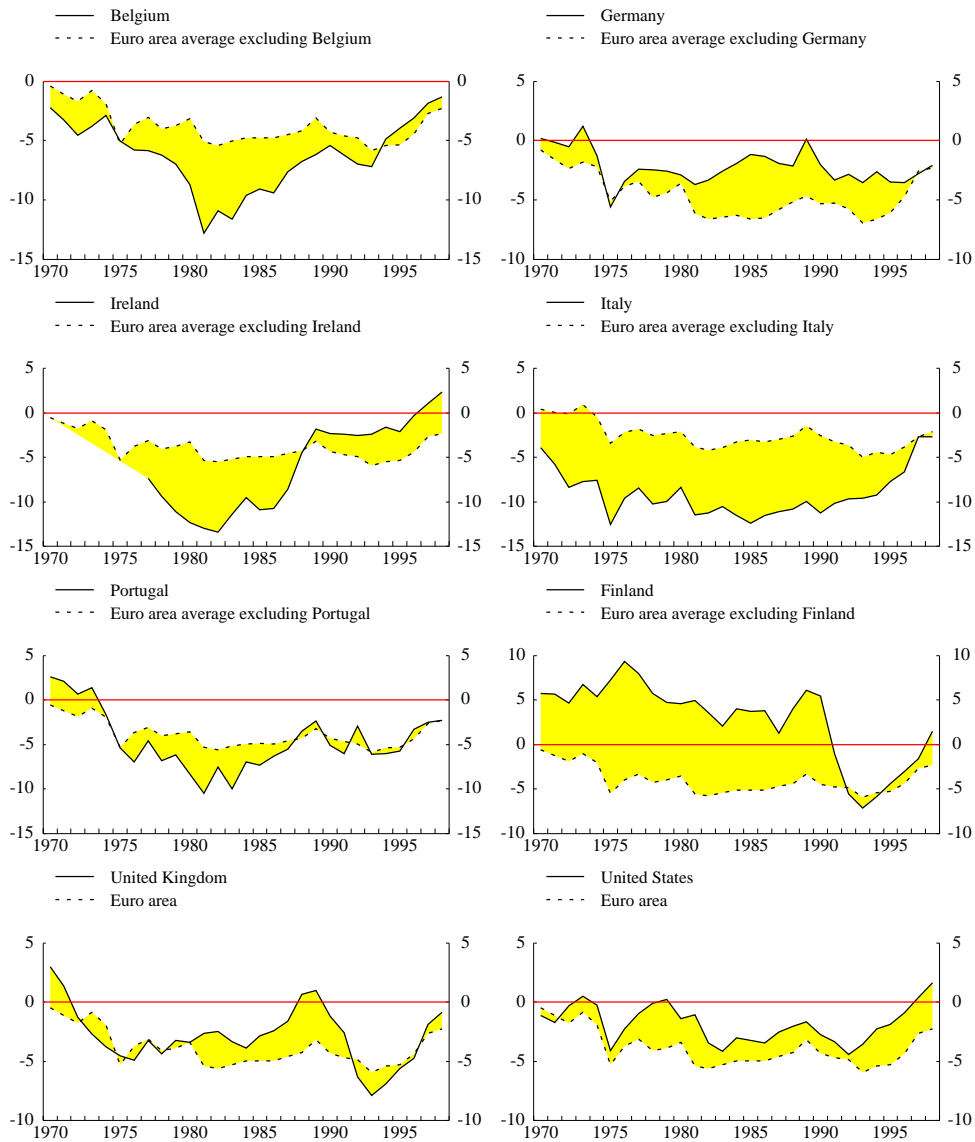 Belgium
Euro area average excluding Belgium
0 0
-5 -5
-10 -10
-15 -15
1970 1975 1980 1985 1990 1995
Germany
Euro area average excluding Germany
5 5
0 0
-5 -5
-10 -10
1970 1975 1980 1985 1990 1995
Ireland
Euro area average excluding Ireland
5 5
0 0
-5 -5
-10 -10
-15 -15
1970 1975 1980 1985 1990 1995
Italy
Euro area average excluding Italy
5 5
0 0
-5 -5
-10 -10
-15 -15
1970 1975 1980 1985 1990 1995
Portugal
Euro area average excluding Portugal
5 5
0 0
-5 -5
-10 -10
-15 -15
1970 1975 1980 1985 1990 1995
Finland
Euro area average excluding Finland
10 10
5 5
0 0
-5 -5
-10 -10
1970 1975 1980 1985 1990 1995
United Kingdom
Euro area
5 5
0 0
-5 -5
-10 -10
1970 1975 1980 1985 1990 1995
United States
Euro area
5 5
0 0
-5 -5
-10 -10
1970 1975 1980 1985 1990 1995